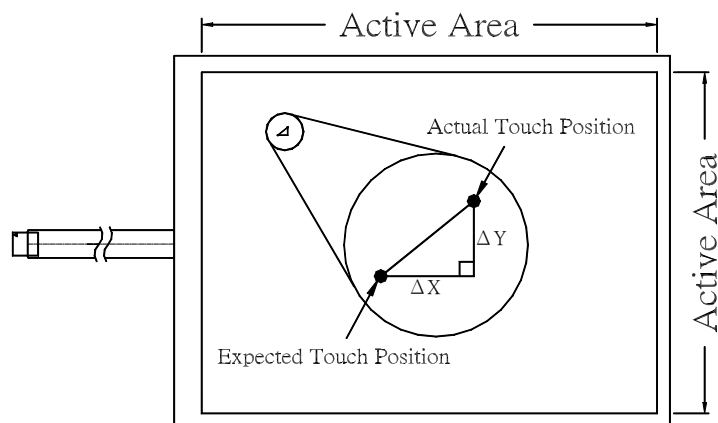 Active Area
Actual Touch Position
Active Area
ΔY
ΔX
Expected Touch Position